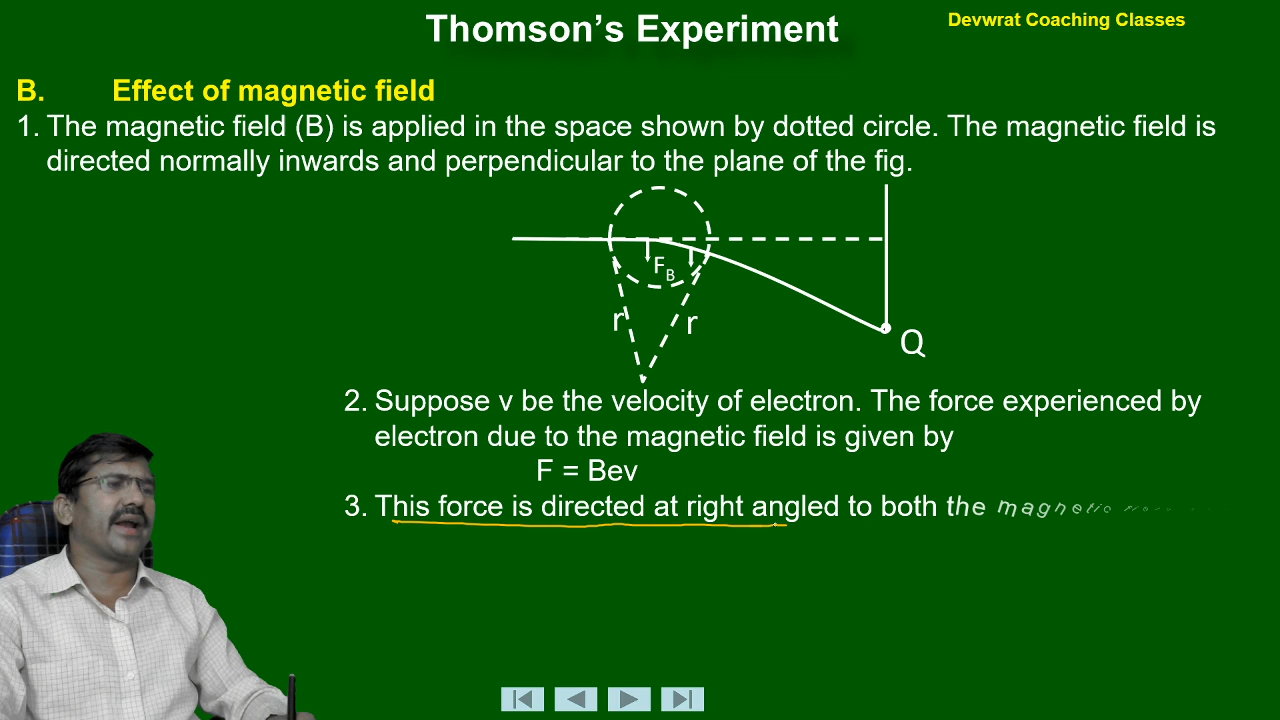 Thomson's Experiment
Devwrat Coaching Classes
B. Effect of magnetic field
1. The magnetic field (B) is applied in the space shown by dotted circle. The magnetic field is
directed normally inwards and perpendicular to the plane of the fig.
F_B
r
r
Q
2. Suppose v be the velocity of electron. The force experienced by
electron due to the magnetic field is given by
F = Bev
3. This force is directed at right angled to both the magnetic